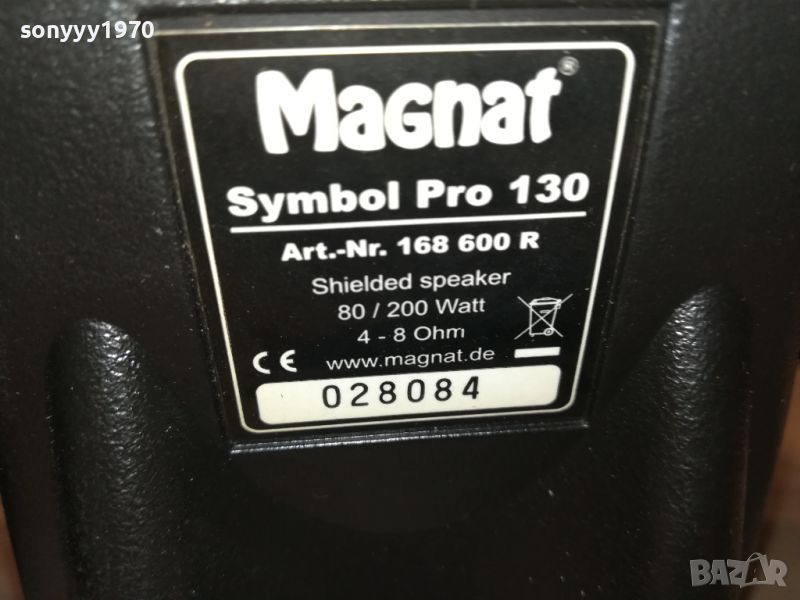 sonyyy1970
Magnat®
Symbol Pro 130
Art.-Nr. 168 600 R
Shielded speaker
80 / 200 Watt
4 - 8 Ohm
CE www.magnat.de
028084
BAZAR